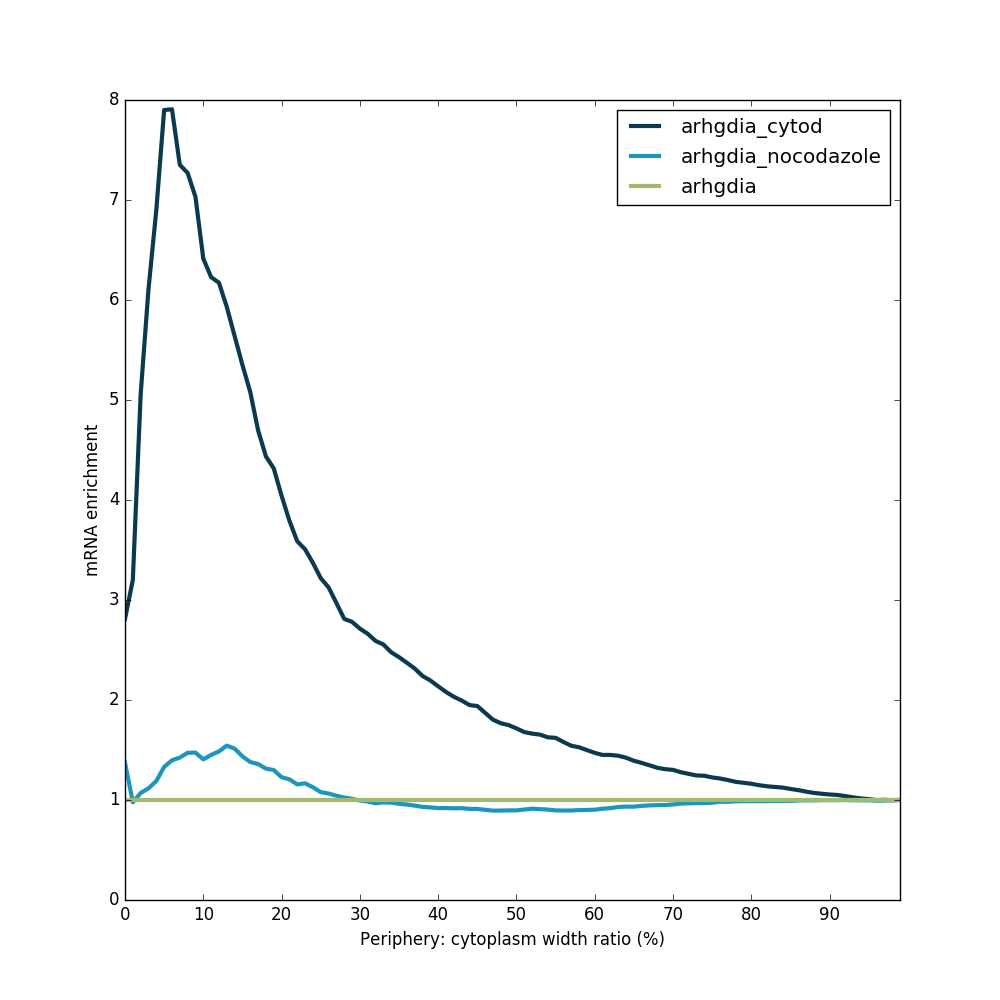 8
7
6
5
4
3
2
1
0
mRNA enrichment
arhgdia_cytod
arhgdia_nocodazole
arhgdia
0 10 20 30 40 50 60 70 80 90
Periphery: cytoplasm width ratio (%)